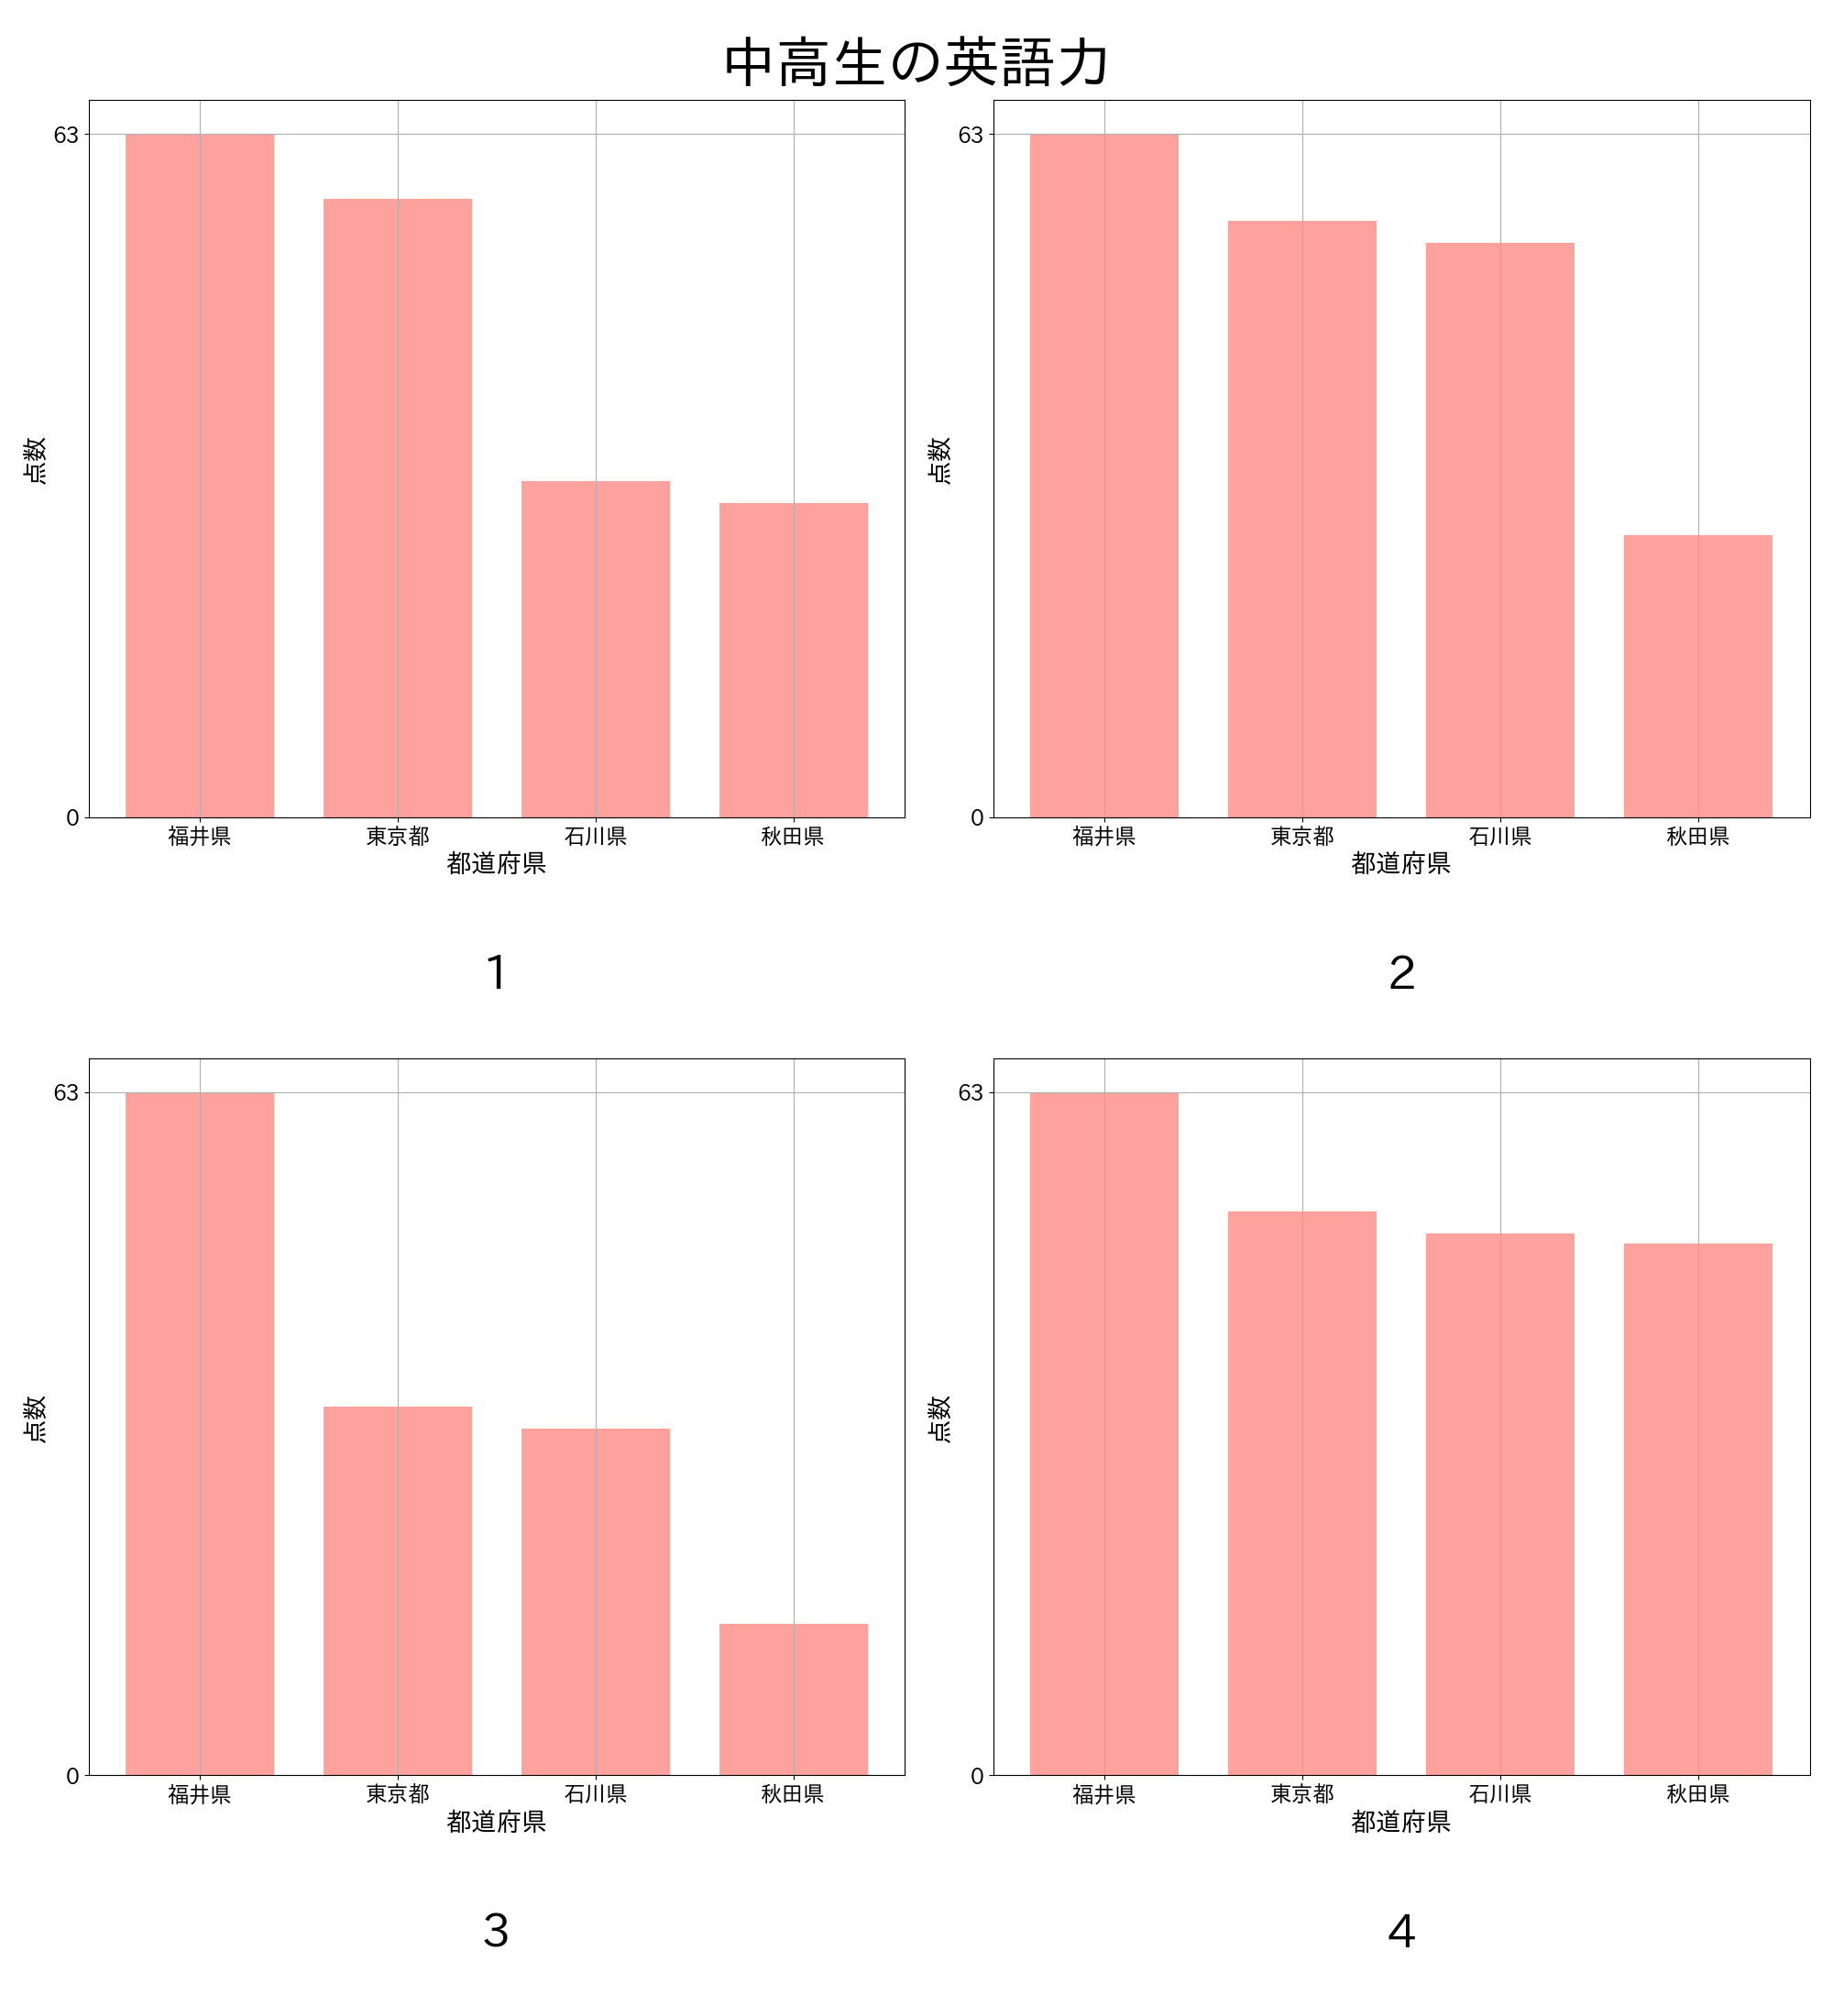 中高生の英語力
63
0
点数
福井県 東京都 石川県 秋田県
都道府県
1
63
0
点数
福井県 東京都 石川県 秋田県
都道府県
2
63
0
点数
福井県 東京都 石川県 秋田県
都道府県
3
63
0
点数
福井県 東京都 石川県 秋田県
都道府県
4